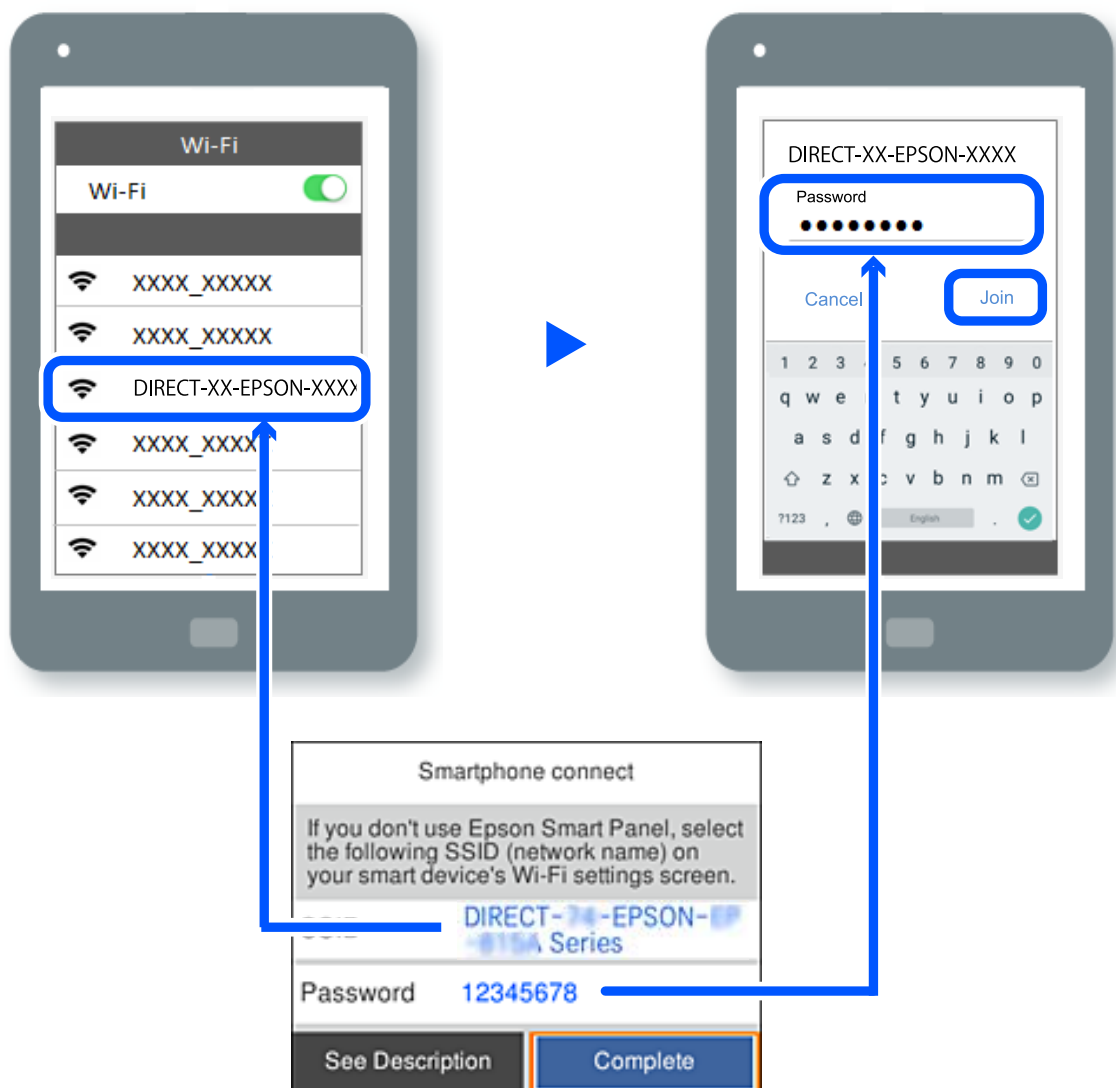 Wi-Fi
Wi-Fi
XXXX_XXXXX
XXXX_XXXXX
DIRECT-XX-EPSON-XXXX
XXXX_XXXX
XXXX_XXXX
XXXX_XXXX
DIRECT-XX-EPSON-XXXX
Password
••••••••
Cancel
Join
1 2 3 5 6 7 8 9 0
q w e t y u i o p
a s d f g h j k l
z x c v b n m
?123 , English .
Smartphone connect
If you don't use Epson Smart Panel, select
the following SSID (network name) on
your smart device's Wi-Fi settings screen.
DIRECT- -EPSON-
Series
Password 12345678
See Description
Complete